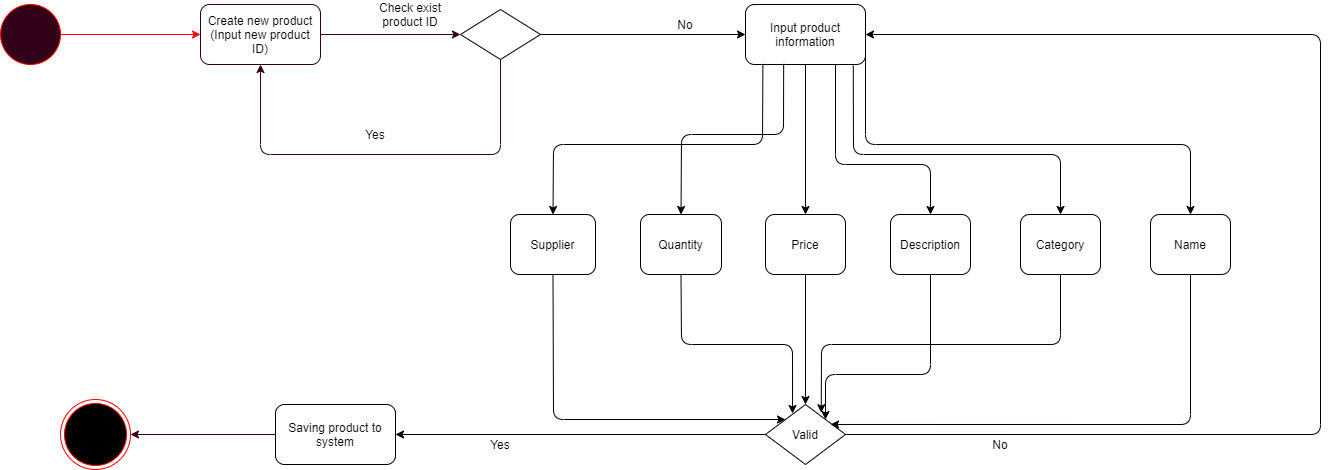 Create new product
(Input new product
ID)
Check exist
product ID
No
Input product
information
Yes
Supplier
Quantity
Price
Description
Category
Name
Saving product to
system
Yes
Valid
No